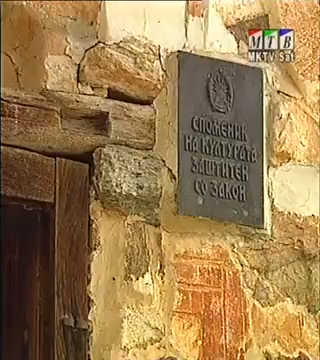 МТВ
MKTV Sat
СПОМЕНИК
НА КУЛТУРАТА
ЗАШТИТЕН
СО ЗАКОН